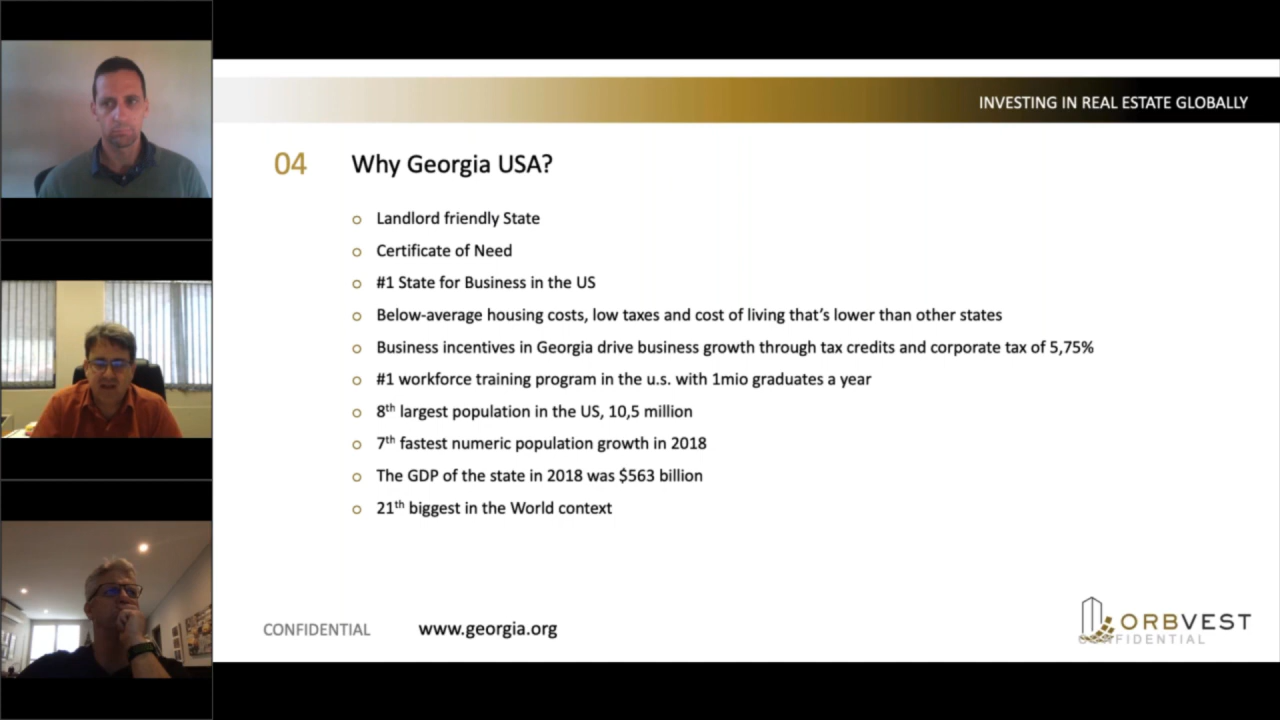 INVESTING IN REAL ESTATE GLOBALLY
04 Why Georgia USA?
Landlord friendly State
Certificate of Need
#1 State for Business in the US
Below-average housing costs, low taxes and cost of living that's lower than other states
Business incentives in Georgia drive business growth through tax credits and corporate tax of 5,75%
#1 workforce training program in the u.s. with 1mio graduates a year
8th largest population in the US, 10,5 million
7th fastest numeric population growth in 2018
The GDP of the state in 2018 was $563 billion
21th biggest in the World context
CONFIDENTIAL www.georgia.org
ORBVEST
CONFIDENTIAL